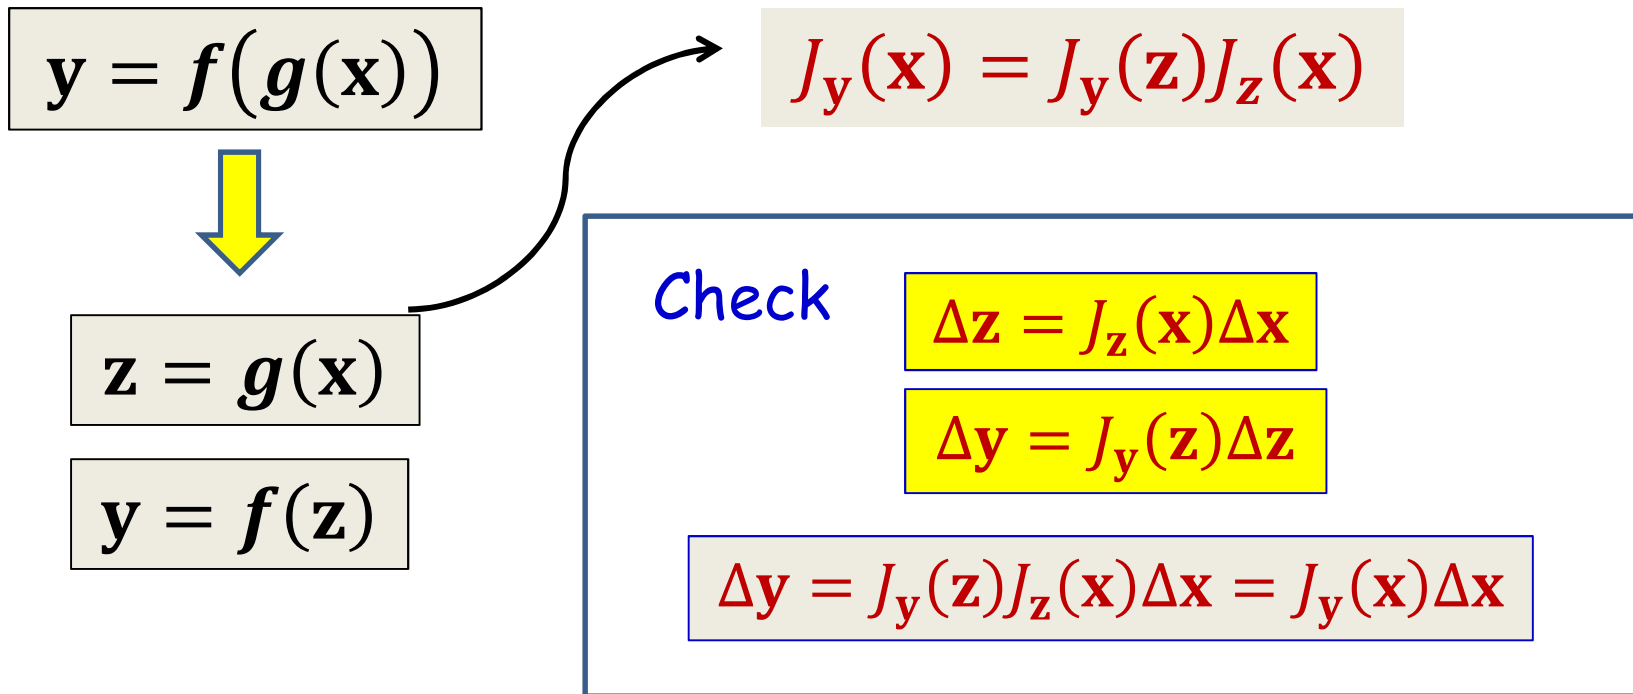 𝐲 = 𝒇(𝒈(𝐱))
J_𝐲(𝐱) = J_𝐲(𝐳)J_𝒛(𝐱)
𝐳 = 𝒈(𝐱)
𝐲 = 𝒇(𝐳)
Check
Δ𝐳 = J_𝐳(𝐱)Δ𝐱
Δ𝐲 = J_𝐲(𝐳)Δ𝐳
Δ𝐲 = J_𝐲(𝐳)J_𝐳(𝐱)Δ𝐱 = J_𝐲(𝐱)Δ𝐱